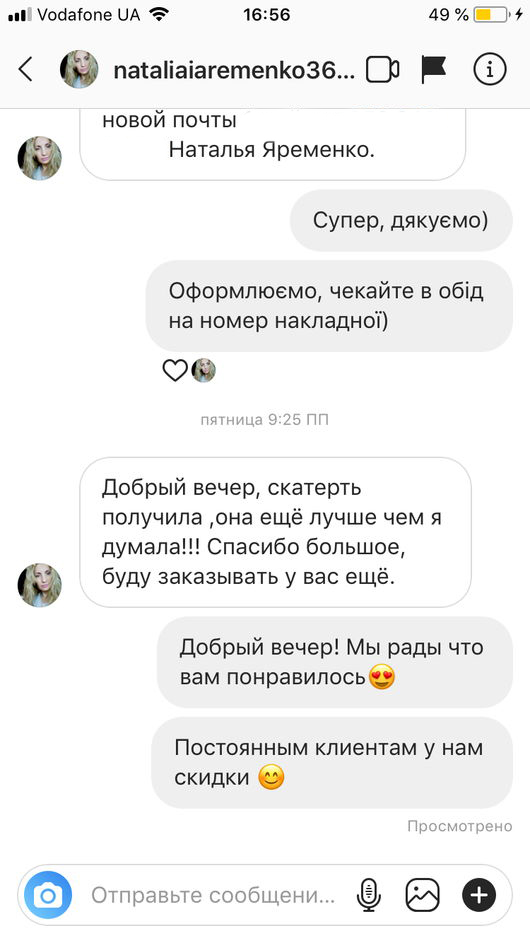 Vodafone UA 16:56 49 %
nataliaiaremenko36...
новой почты
Наталья Яременко.
Супер, дякуємо)
Оформлюємо, чекайте в обід
на номер накладної)
пятница 9:25 ПП
Добрый вечер, скатерть
получила ,она ещё лучше чем я
думала!!! Спасибо большое,
буду заказывать у вас ещё.
Добрый вечер! Мы рады что
вам понравилось😍
Постоянным клиентам у нам
скидки 😊
Просмотрено
Отправьте сообщени...